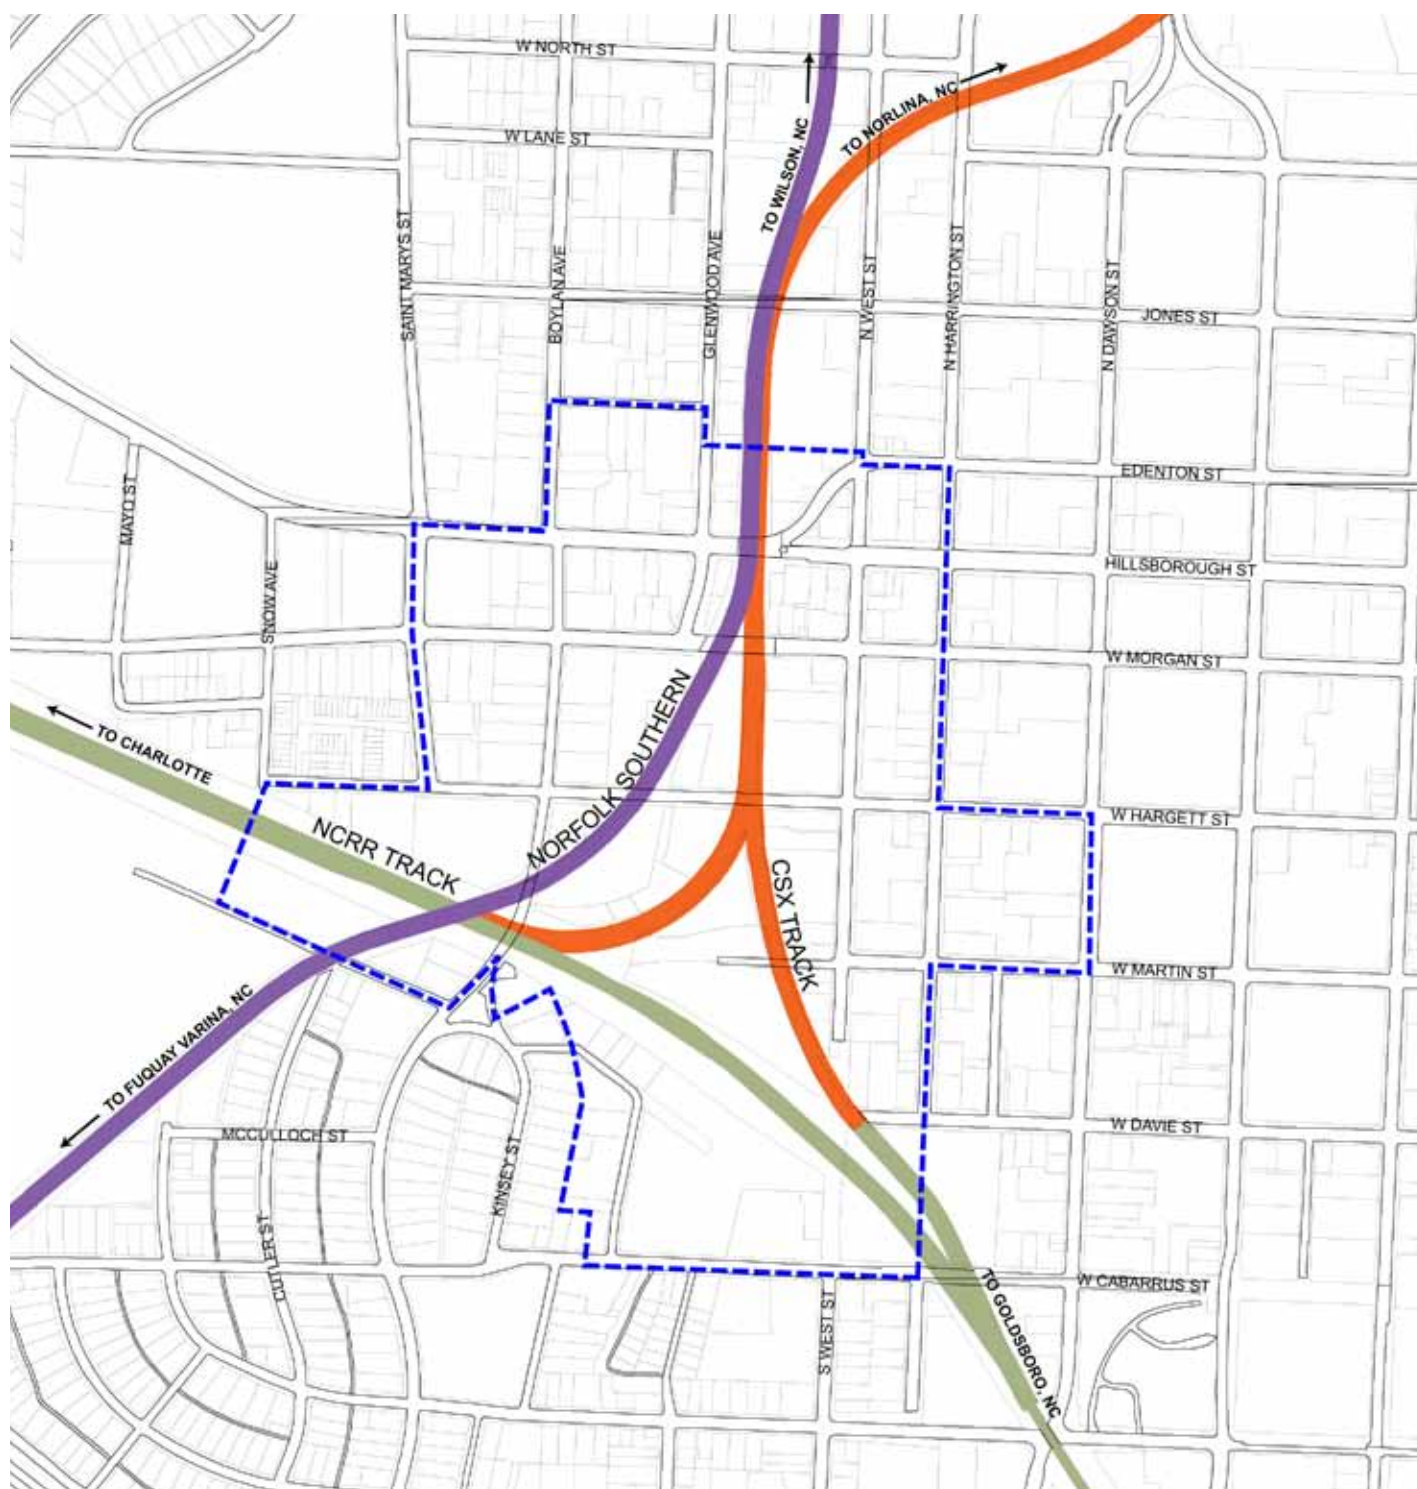 W NORTH ST
W LANE ST
TO WILSON, NC
TO NORLINA, NC
SAINT MARYS ST
BOYLAN AVE
GLENWOOD AVE
N WEST ST
N HARRINGTON ST
N DAWSON ST
JONES ST
EDENTON ST
MAYO ST
SNOW AVE
HILLSBOROUGH ST
W MORGAN ST
TO CHARLOTTE
NCRR TRACK
NORFOLK SOUTHERN
CSX TRACK
W HARGETT ST
W MARTIN ST
TO FUQUAY VARINA, NC
MCCULLOCH ST
KINSEY ST
CUTLER ST
W DAVIE ST
W CABARRUS ST
S WEST ST
TO GOLDSBORO, NC